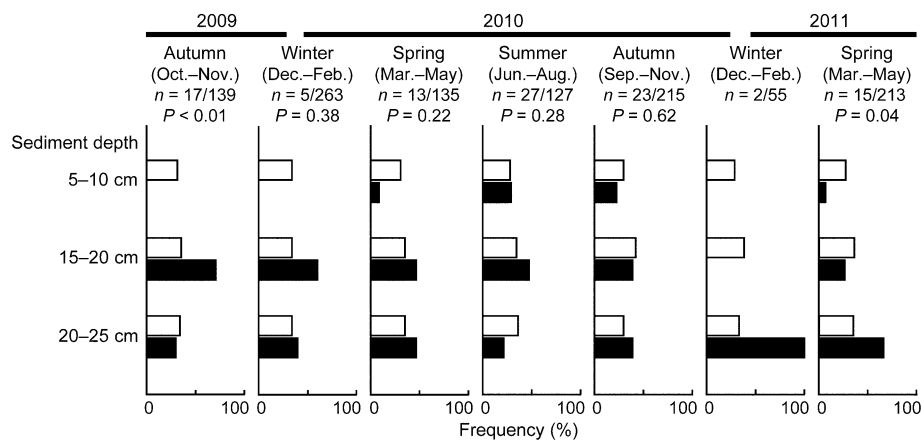 2009 2010 2011
Autumn Winter Spring Summer Autumn Winter Spring
(Oct.–Nov.) (Dec.–Feb.) (Mar.–May) (Jun.–Aug.) (Sep.–Nov.) (Dec.–Feb.) (Mar.–May)
n = 17/139 n = 5/263 n = 13/135 n = 27/127 n = 23/215 n = 2/55 n = 15/213
P < 0.01 P = 0.38 P = 0.22 P = 0.28 P = 0.62 P = 0.04
Sediment depth
5–10 cm
15–20 cm
20–25 cm
0 100 0 100 0 100 0 100 0 100 0 100 0 100
Frequency (%)